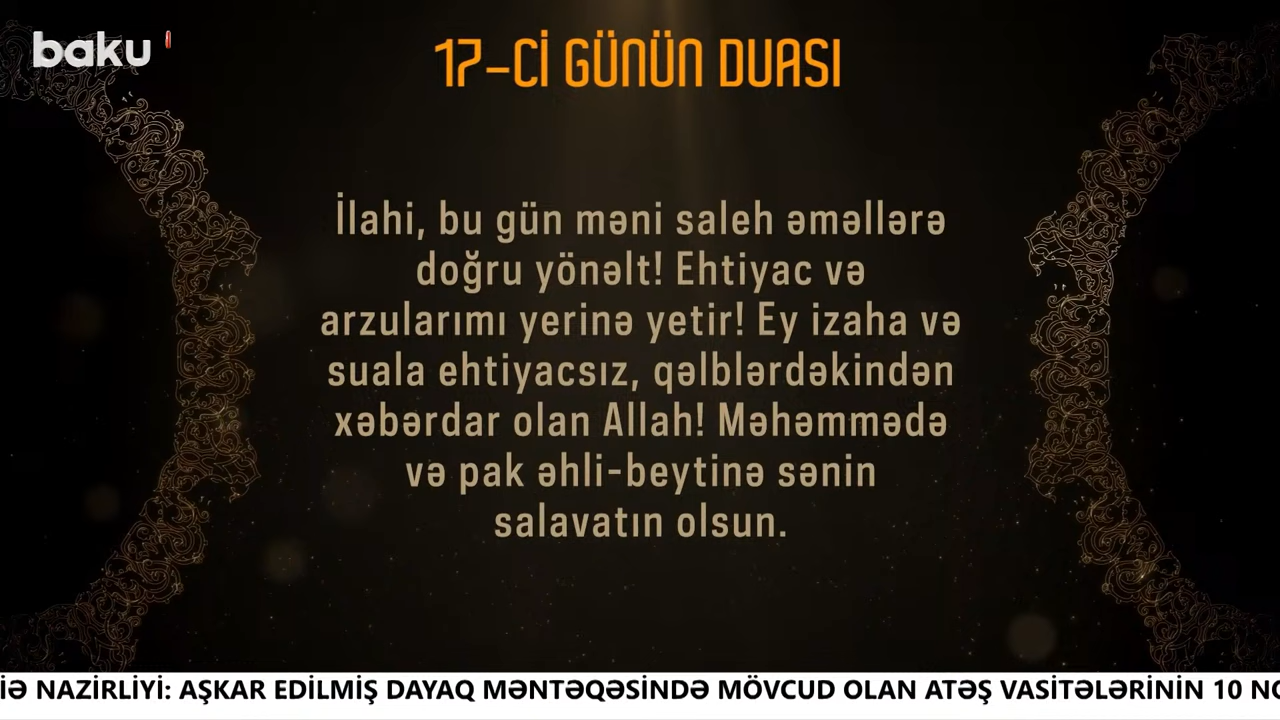 baku
17-Cİ GÜNÜN DUASI
İlahi, bu gün məni saleh əməllərə
doğru yönəlt! Ehtiyac və
arzularımı yerinə yetir! Ey izaha və
suala ehtiyacsız, qəlblərdəkindən
xəbərdar olan Allah! Məhəmmədə
və pak əhli-beytinə sənin
salavatın olsun.
İƏ NAZİRLİYİ: AŞKAR EDİLMİŞ DAYAQ MƏNTƏQƏSİNDƏ MÖVCUD OLAN ATƏŞ VASİTƏLƏRİNİN 10 NO